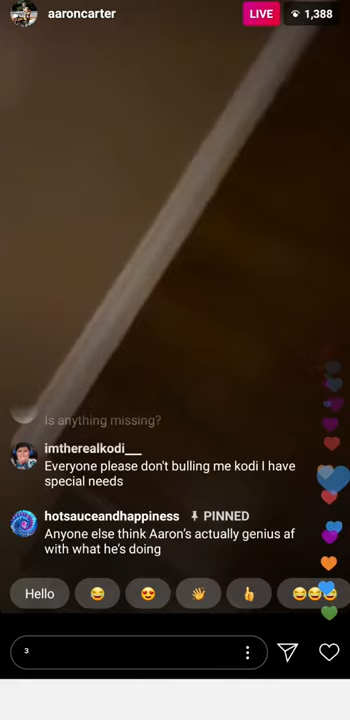 aaroncarter
LIVE
1,388
Is anything missing?
imtherealkodi__
Everyone please don't bulling me kodi I have
special needs
hotsauceandhappiness PINNED
Anyone else think Aaron's actually genius af
with what he's doing
Hello
3